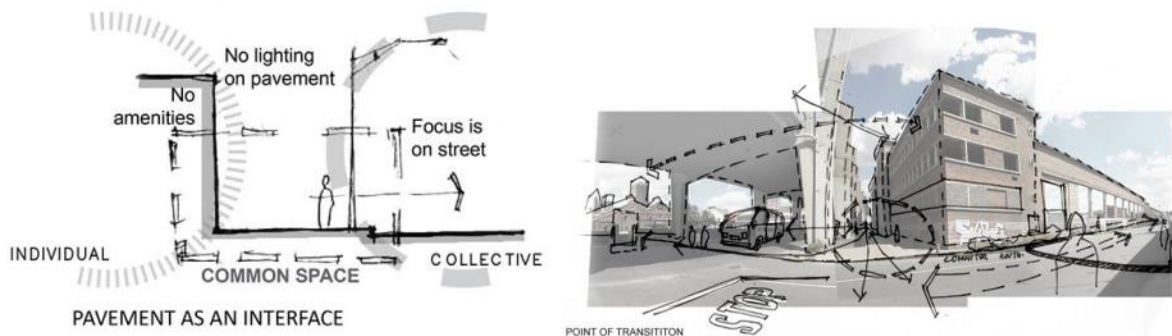 No lighting
on pavement
No
amenities
Focus is
on street
INDIVIDUAL
COMMON SPACE
COLLECTIVE
PAVEMENT AS AN INTERFACE
STOP
POINT OF TRANSITITON